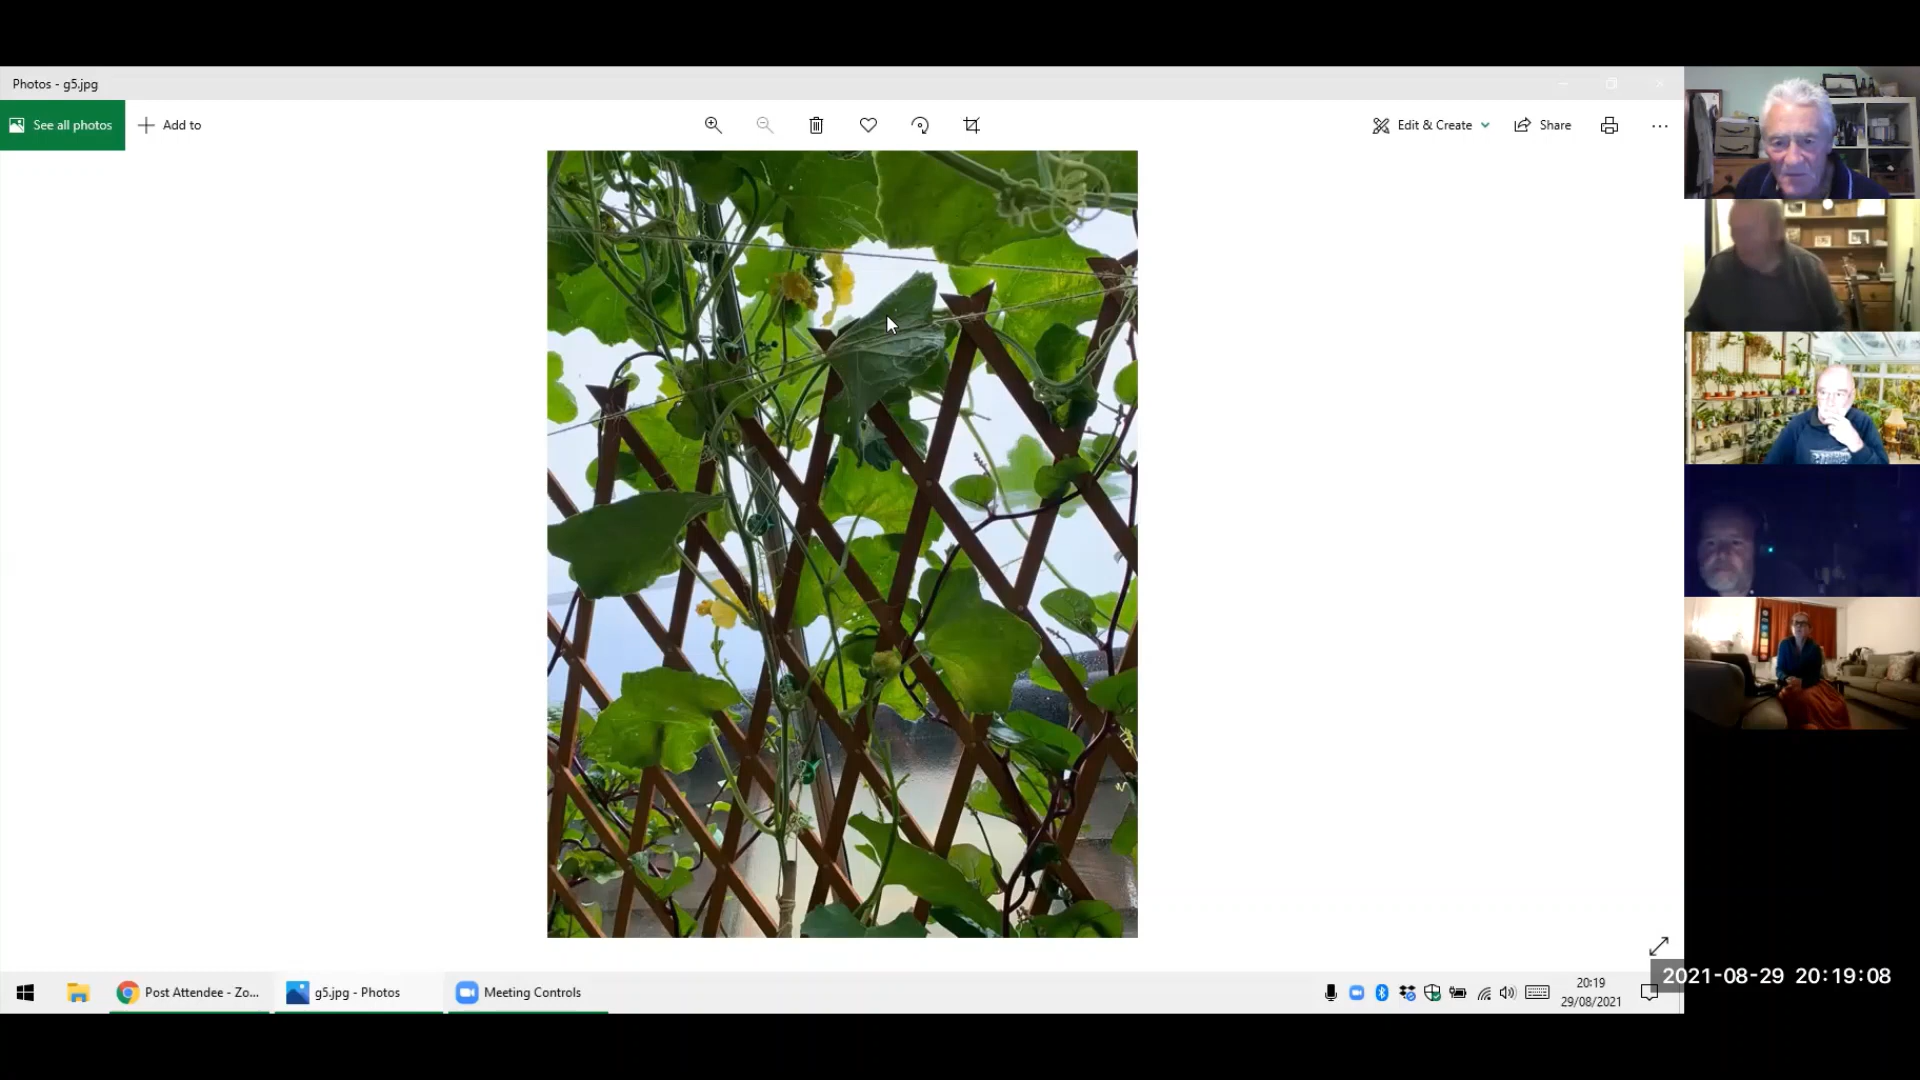 Photos - g5.jpg
See all photos
Add to
Edit & Create
Share
Post Attendee - Zo...
g5.jpg - Photos
Meeting Controls
20:19
29/08/2021
2021-08-29 20:19:08